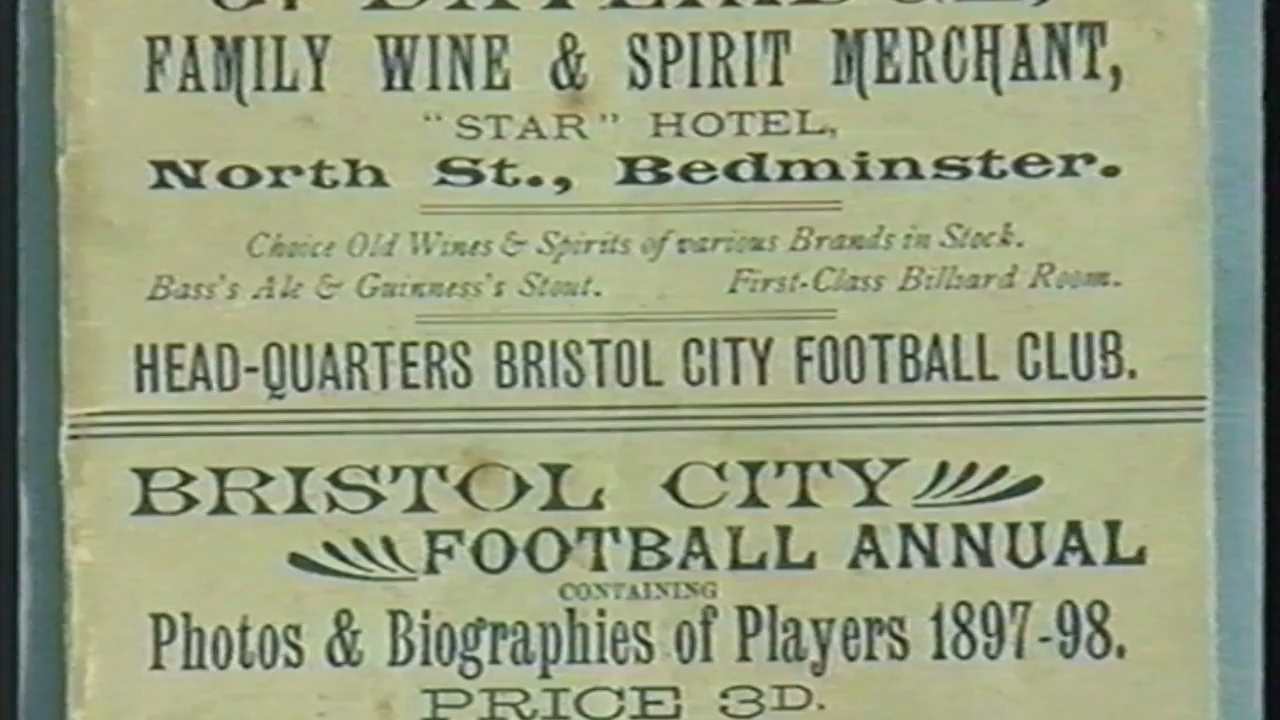 FAMILY WINE & SPIRIT MERCHANT,
"STAR" HOTEL,
North St., Bedminster.
Choice Old Wines & Spirits of various Brands in Stock.
Bass's Ale & Guinness's Stout. First-Class Billiard Room.
HEAD-QUARTERS BRISTOL CITY FOOTBALL CLUB.
BRISTOL CITY
FOOTBALL ANNUAL
CONTAINING
Photos & Biographies of Players 1897-98.
PRICE 3D.